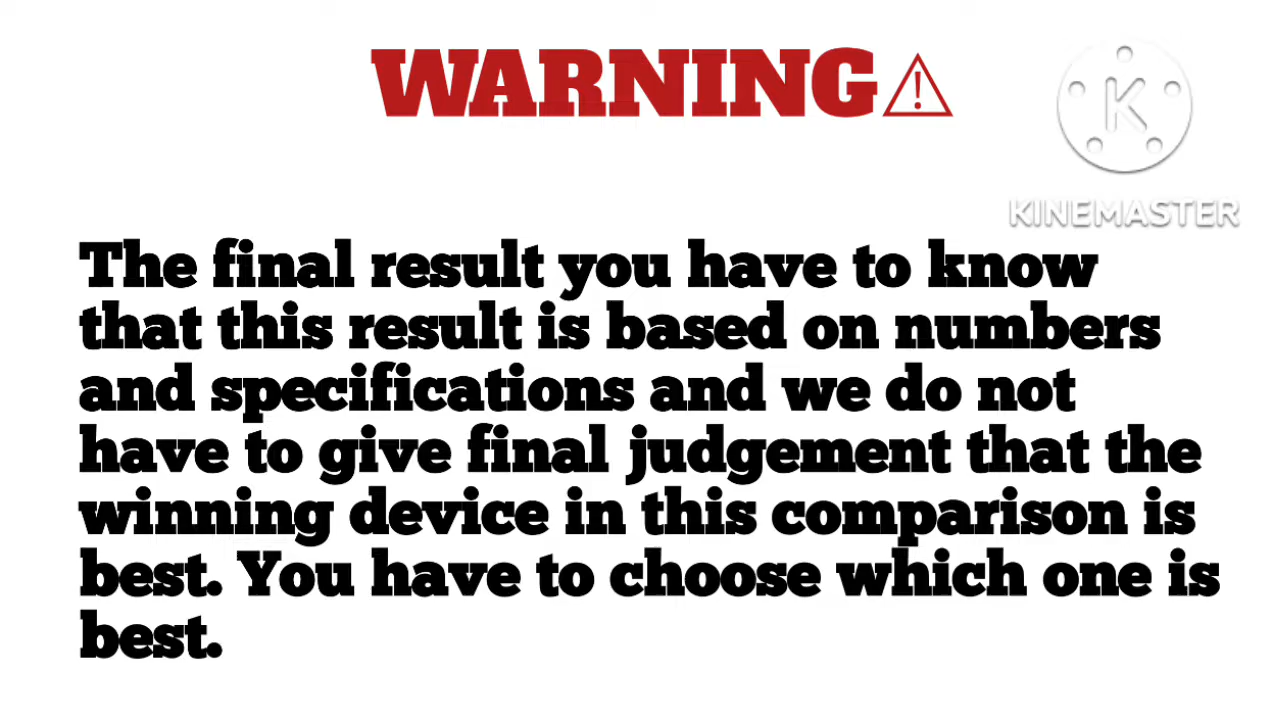 WARNING⚠
KINEMASTER
The final result you have to know
that this result is based on numbers
and specifications and we do not
have to give final judgement that the
winning device in this comparison is
best. You have to choose which one is
best.